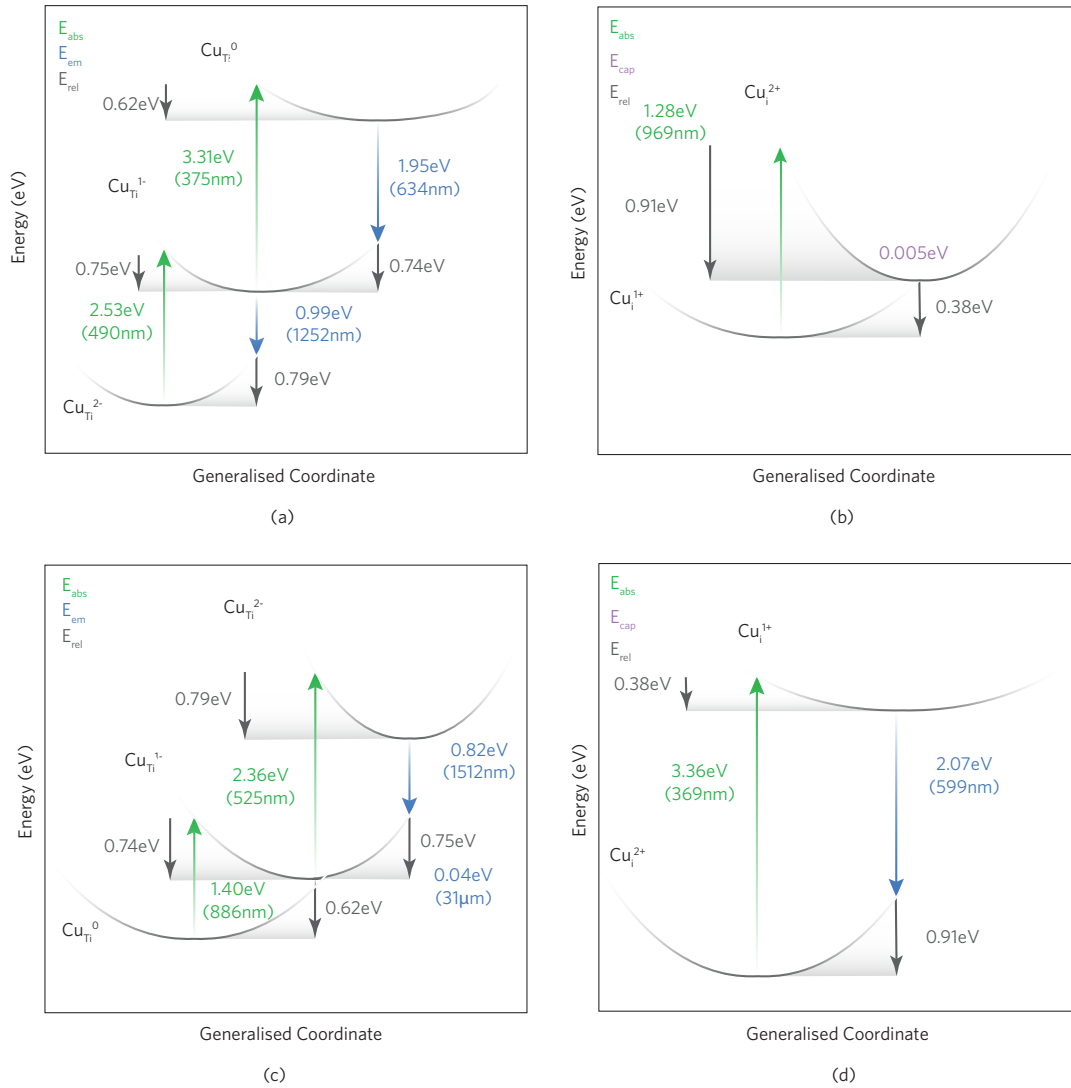 E_abs
E_em
E_rel
Cu_Ti^0
0.62eV
3.31eV
(375nm)
1.95eV
(634nm)
Cu_Ti^1-
0.75eV
0.74eV
2.53eV
(490nm)
0.99eV
(1252nm)
0.79eV
Cu_Ti^2-
Energy (eV)
Generalised Coordinate
(a)
E_abs
E_cap
E_rel
Cu_i^2+
1.28eV
(969nm)
0.91eV
0.005eV
Cu_i^1+
0.38eV
Energy (eV)
Generalised Coordinate
(b)
E_abs
E_em
E_rel
Cu_Ti^2-
0.79eV
0.82eV
(1512nm)
2.36eV
(525nm)
Cu_Ti^1-
0.74eV
0.75eV
1.40eV
(886nm)
0.04eV
(31μm)
0.62eV
Cu_Ti^0
Energy (eV)
Generalised Coordinate
(c)
E_abs
E_cap
E_rel
Cu_i^1+
0.38eV
3.36eV
(369nm)
2.07eV
(599nm)
Cu_i^2+
0.91eV
Energy (eV)
Generalised Coordinate
(d)